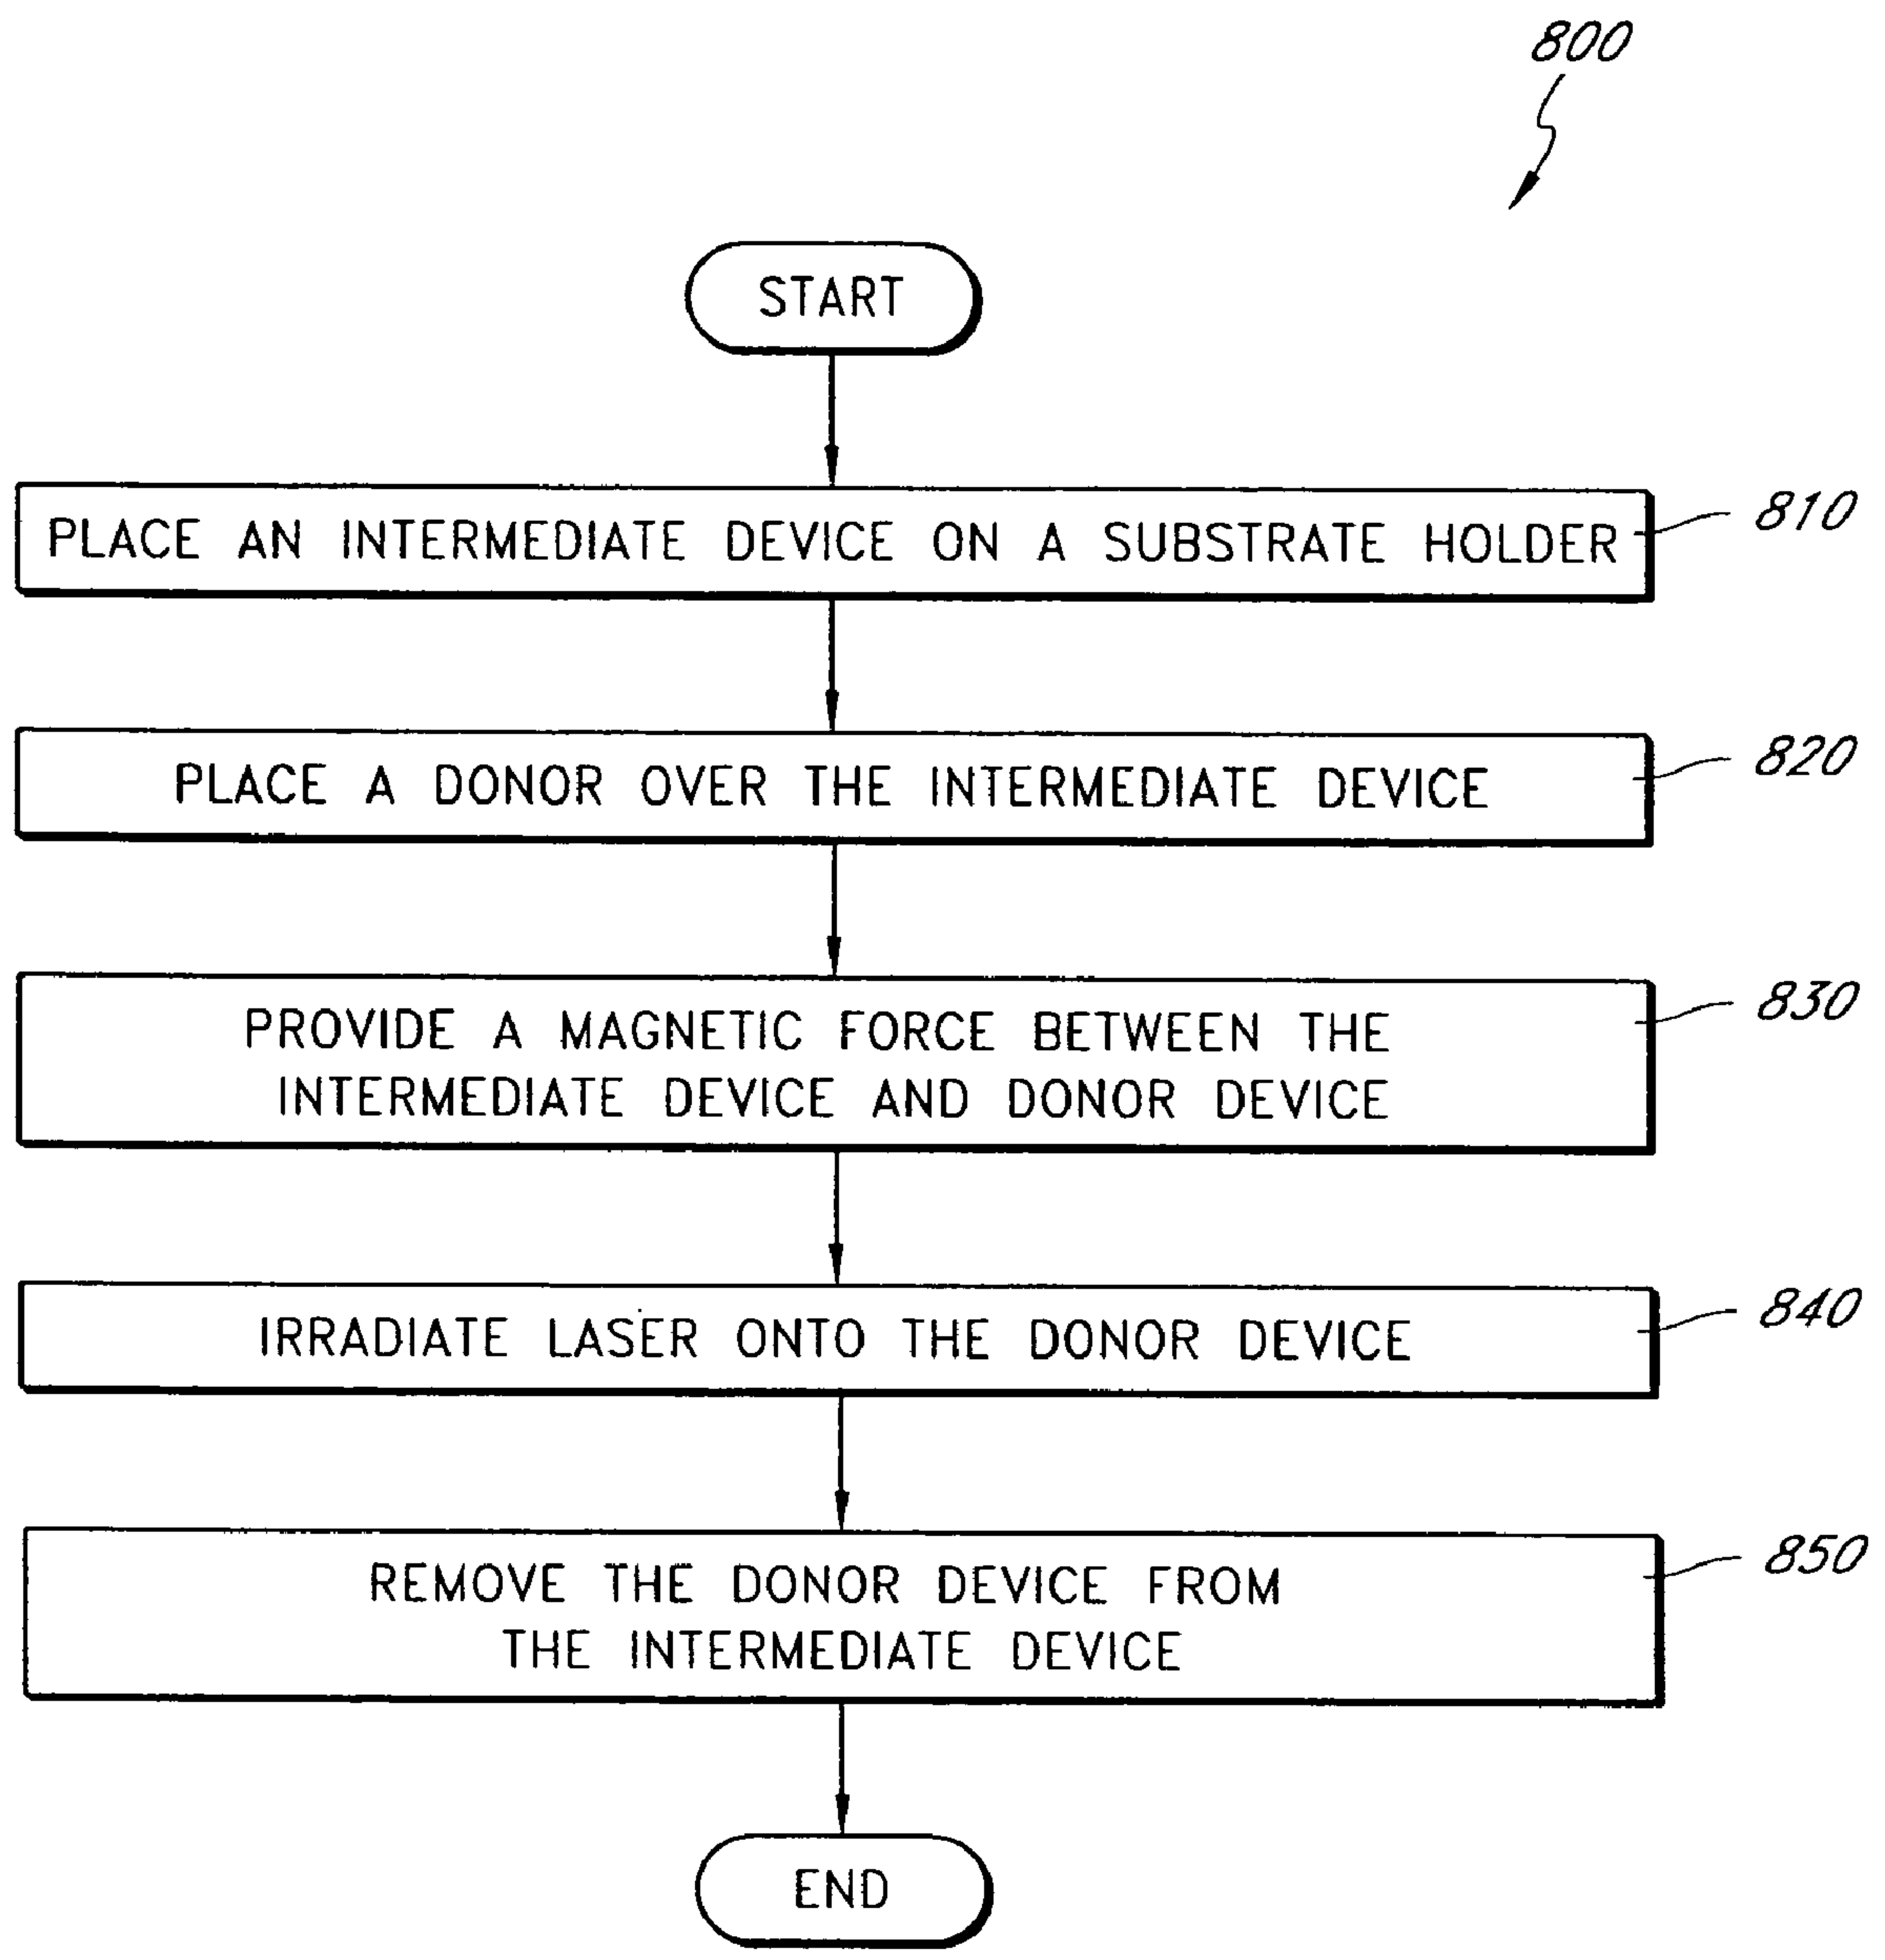 800
START
PLACE AN INTERMEDIATE DEVICE ON A SUBSTRATE HOLDER
810
PLACE A DONOR OVER THE INTERMEDIATE DEVICE
820
PROVIDE A MAGNETIC FORCE BETWEEN THE
INTERMEDIATE DEVICE AND DONOR DEVICE
830
IRRADIATE LASER ONTO THE DONOR DEVICE
840
REMOVE THE DONOR DEVICE FROM
THE INTERMEDIATE DEVICE
850
END